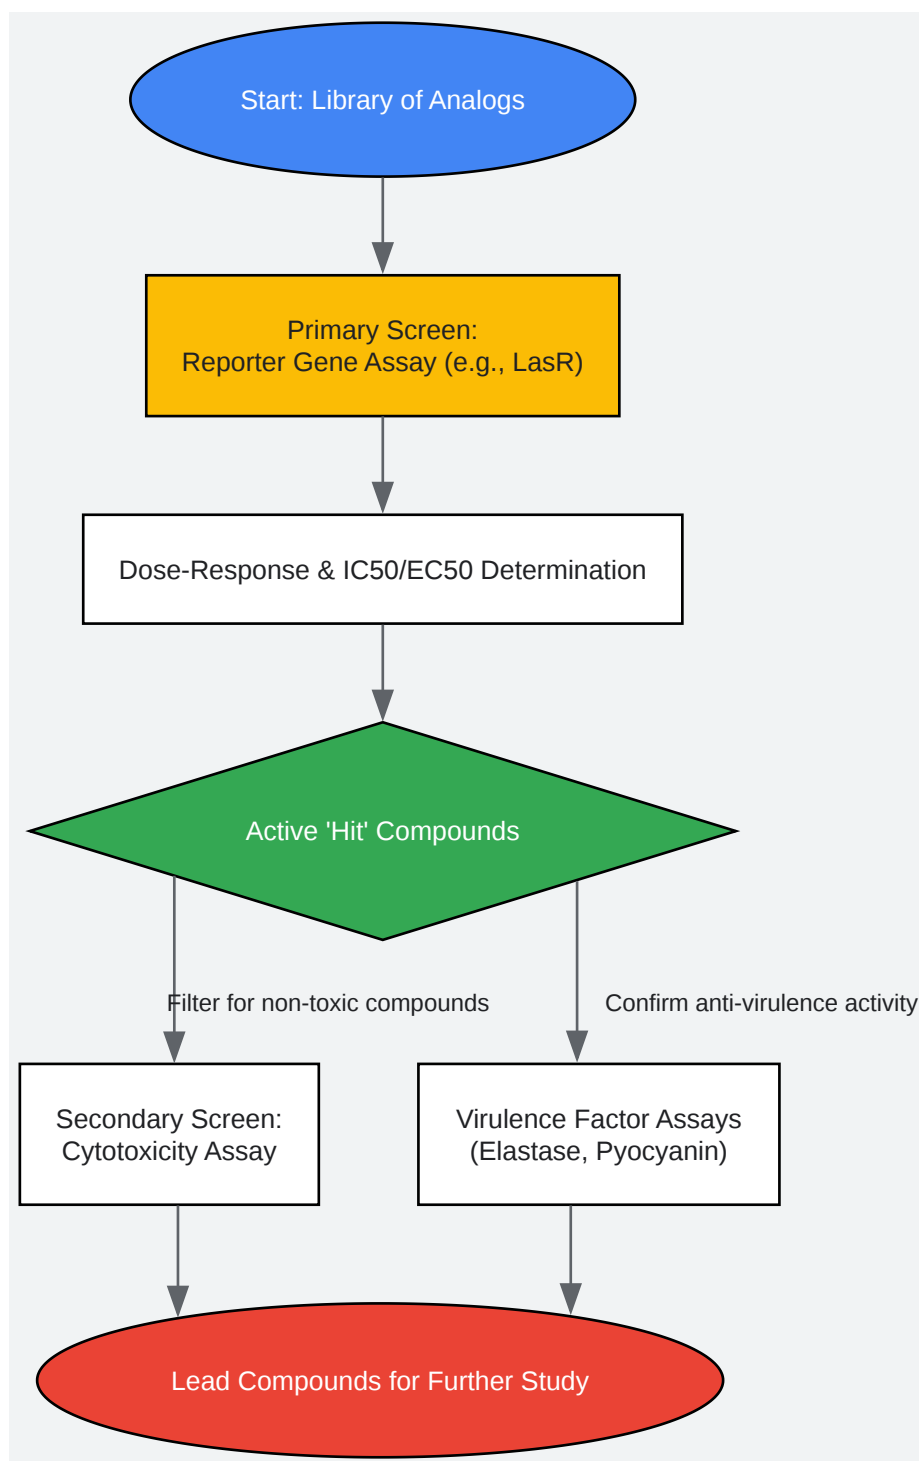 Start: Library of Analogs
Primary Screen:
Reporter Gene Assay (e.g., LasR)
Dose-Response & IC50/EC50 Determination
Active 'Hit' Compounds
Filter for non-toxic compounds
Confirm anti-virulence activity
Secondary Screen:
Cytotoxicity Assay
Virulence Factor Assays
(Elastase, Pyocyanin)
Lead Compounds for Further Study